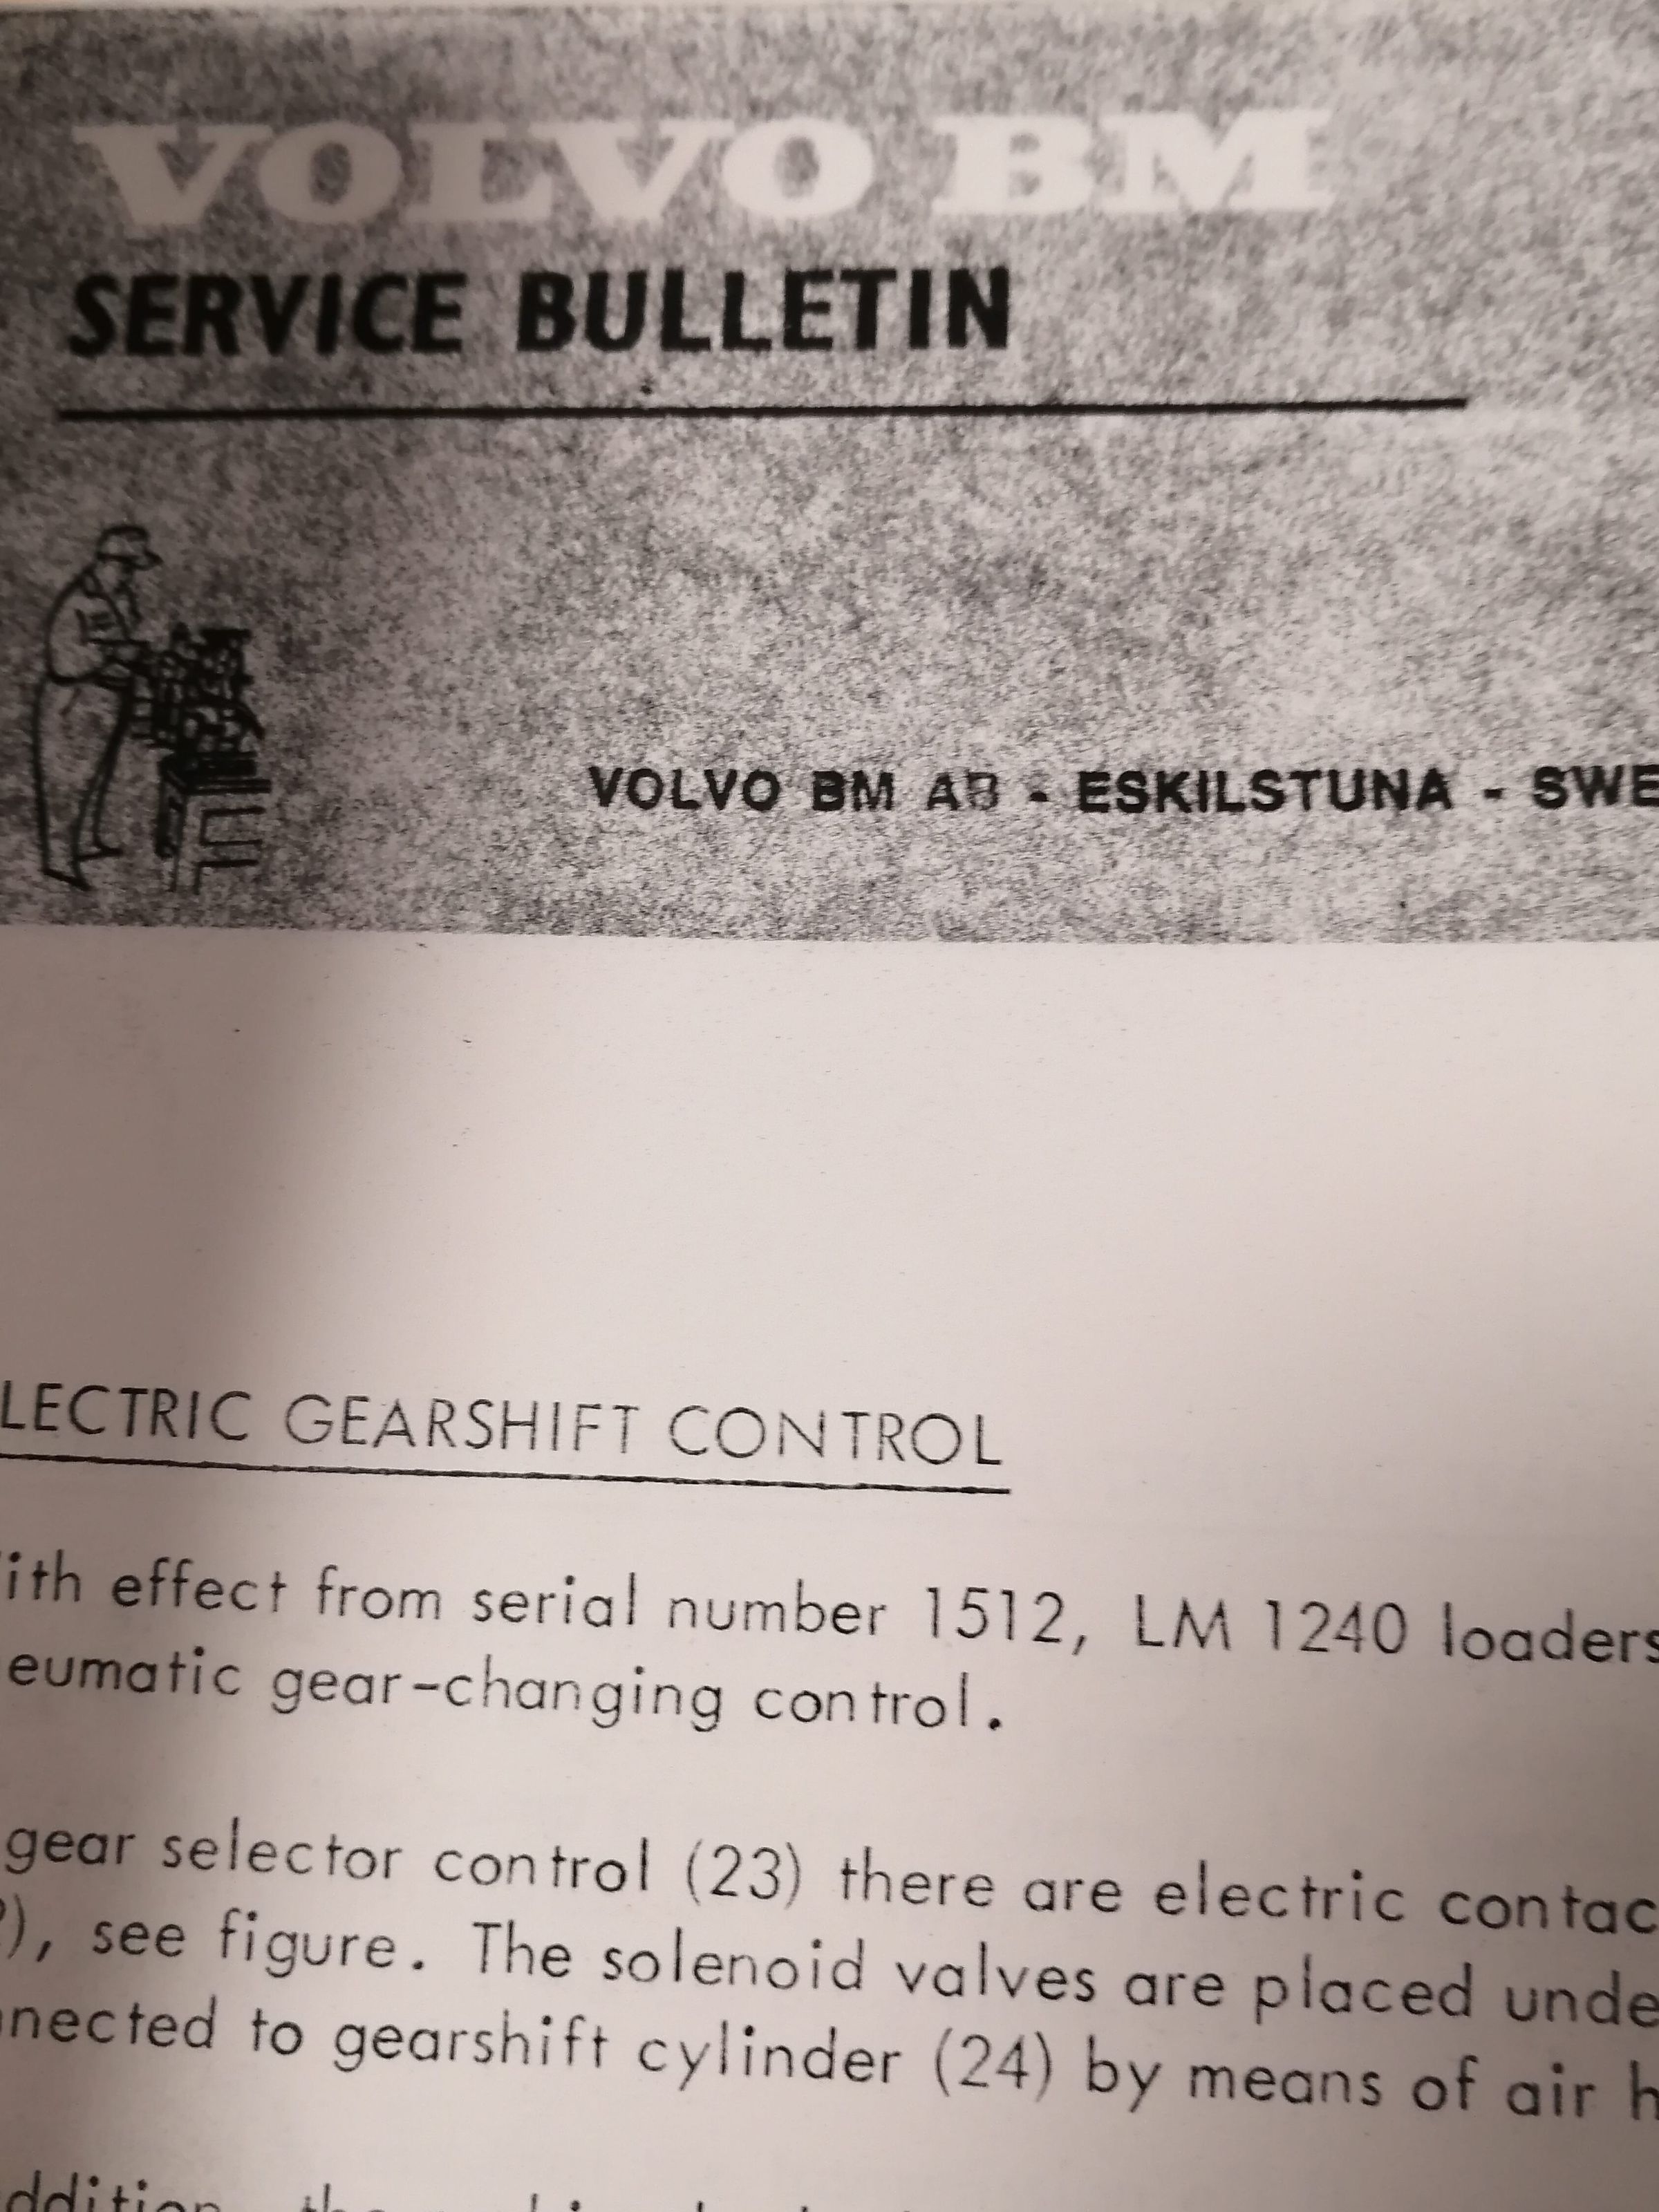 VOLVO BM
SERVICE BULLETIN
VOLVO BM AB - ESKILSTUNA - SWE
LECTRIC GEARSHIFT CONTROL
ith effect from serial number 1512, LM 1240 loaders
eumatic gear-changing control.
gear selector control (23) there are electric contac
), see figure. The solenoid valves are placed unde
nected to gearshift cylinder (24) by means of air h
ddition